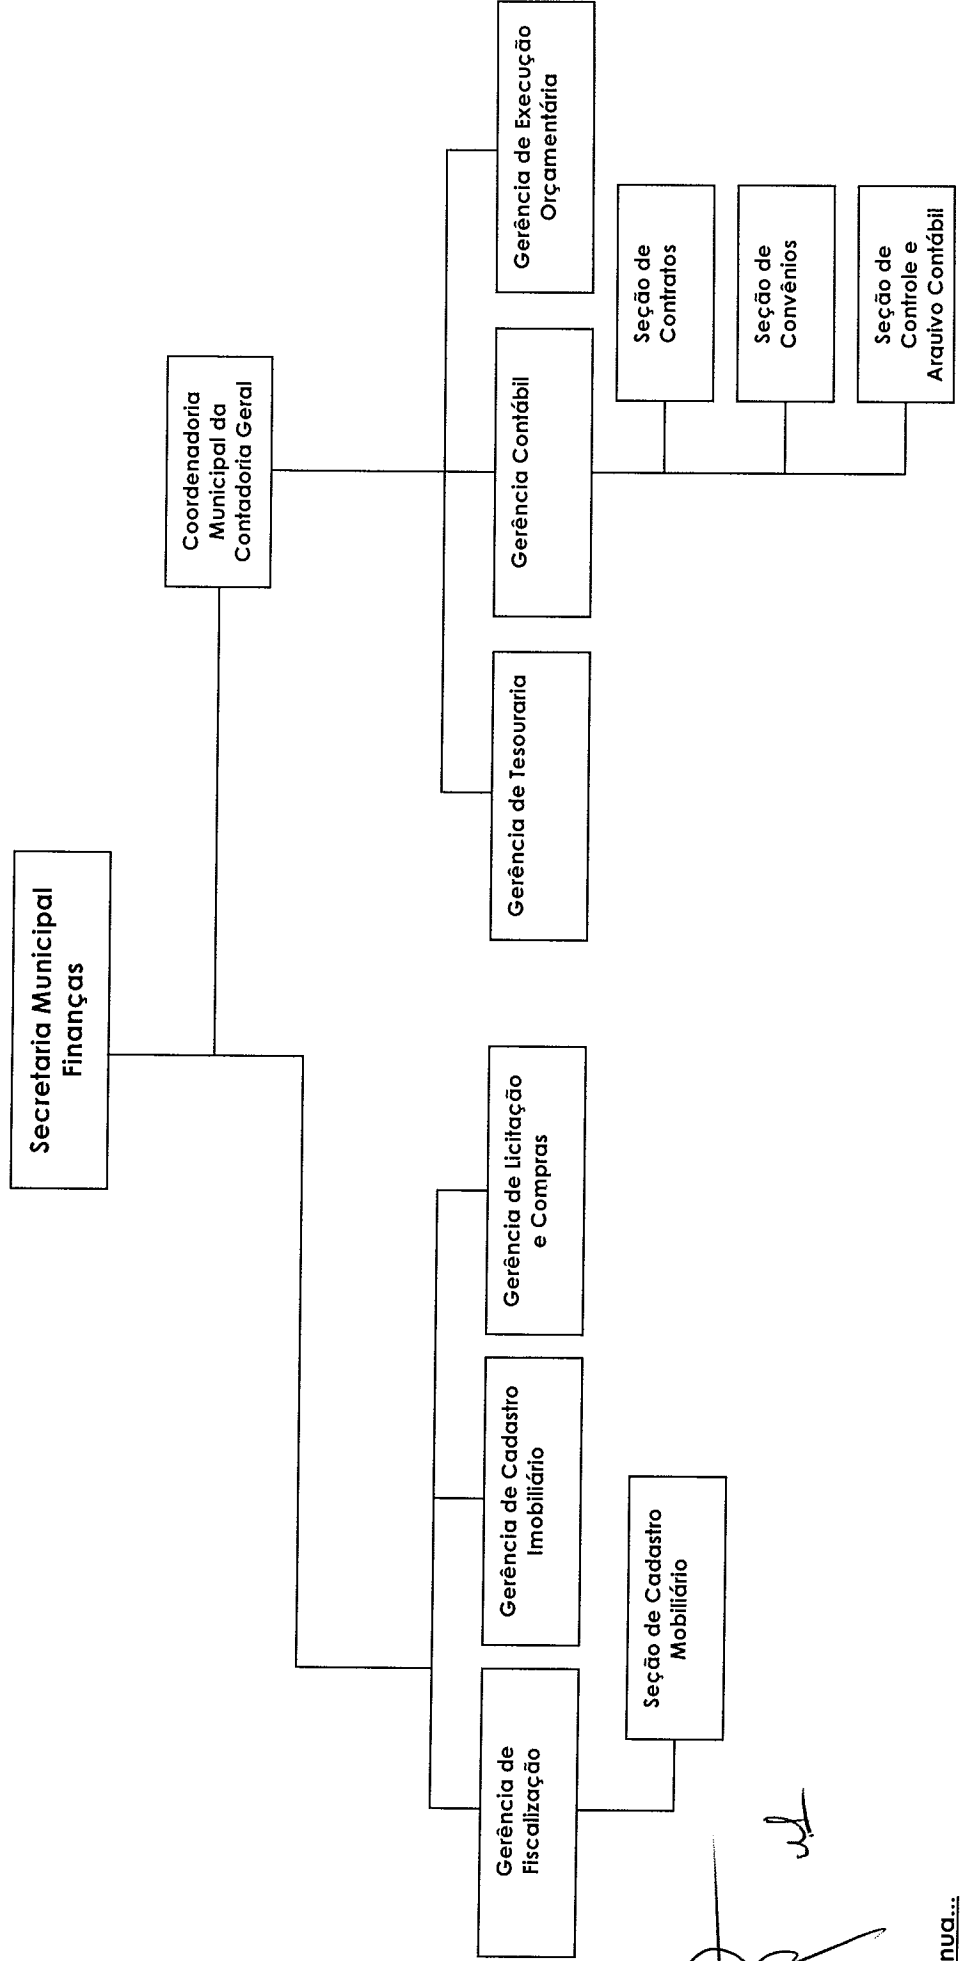 Secretaria Municipal
Finanças
Coordenadoria
Municipal da
Contadoria Geral
Gerência de
Fiscalização
Gerência de Cadastro
Imobiliário
Gerência de Licitação
e Compras
Gerência de Tesouraria
Gerência Contábil
Gerência de Execução
Orçamentária
Seção de Cadastro
Mobiliário
Seção de
Contratos
Seção de
Convênios
Seção de
Controle e
Arquivo Contábil
nua...